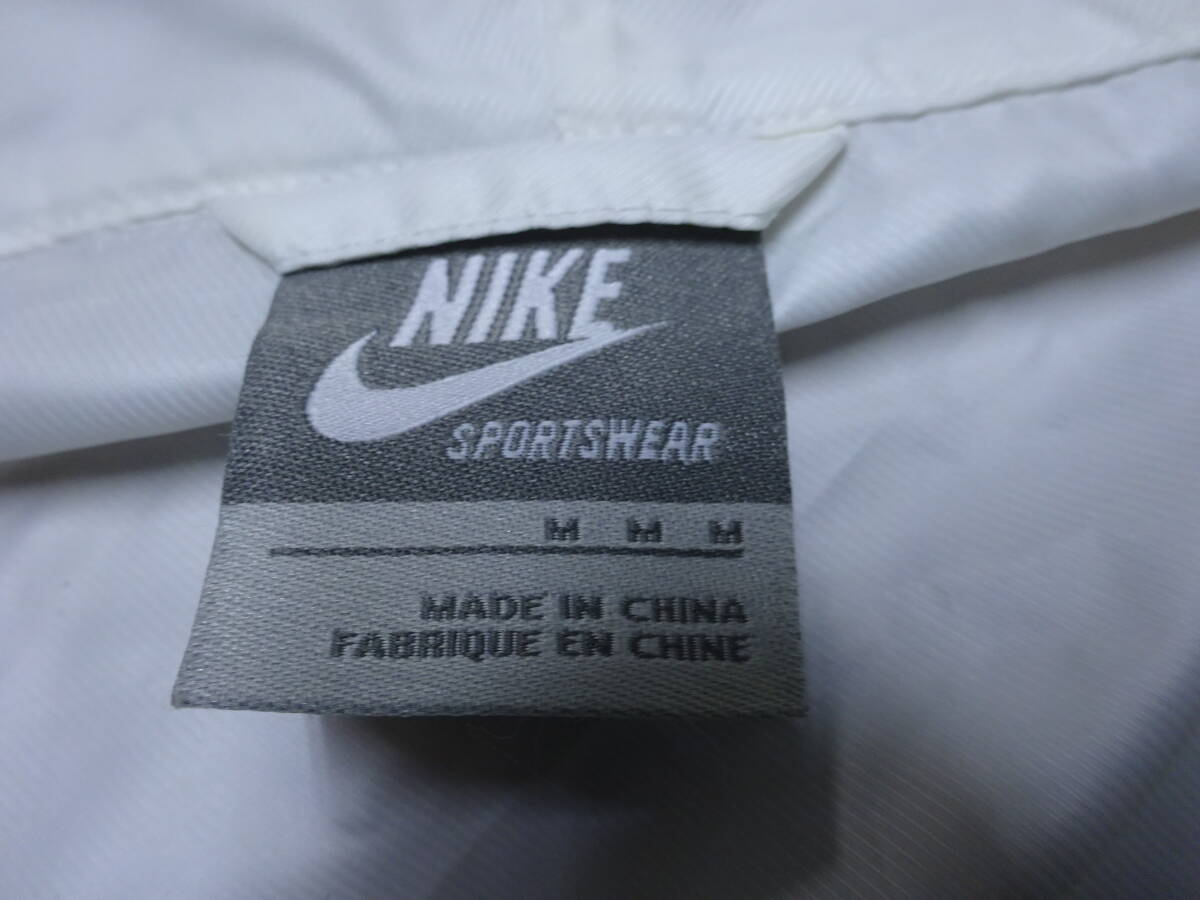 NIKE
SPORTSWEAR
M M M
MADE IN CHINA
FABRIQUE EN CHINE